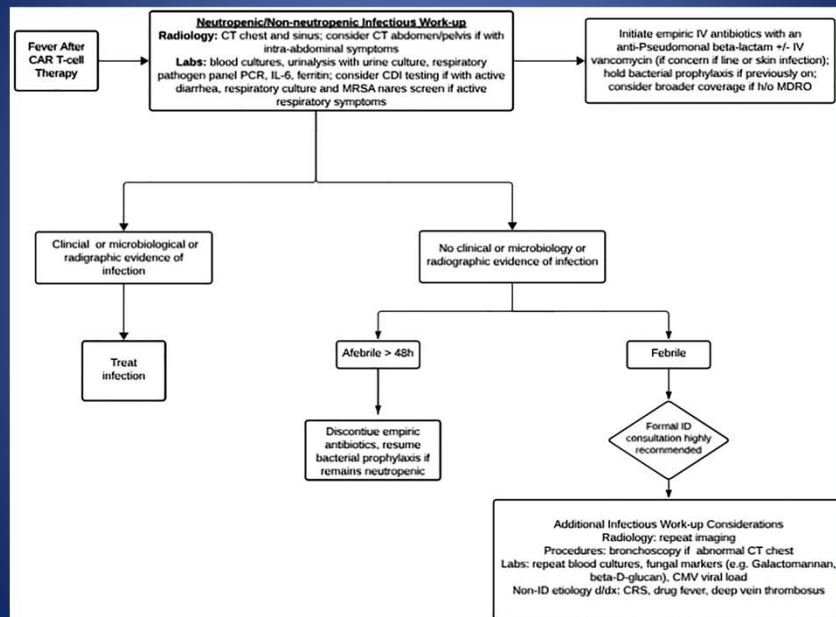 Fever After
CAR T-cell
Therapy
Neutropenic/Non-neutropenic Infectious Work-up
Radiology: CT chest and sinus; consider CT abdomen/pelvis if with
intra-abdominal symptoms
Labs: blood cultures, urinalysis with urine culture, respiratory
pathogen panel PCR, IL-6, ferritin; consider CDI testing if with active
diarrhea, respiratory culture and MRSA nares screen if active
respiratory symptoms
Initiate empiric IV antibiotics with an
anti-Pseudomonal beta-lactam +/- IV
vancomycin (if concern if line or skin infection);
hold bacterial prophylaxis if previously on;
consider broader coverage if h/o MDRO
Clincial or microbiological or
radigraphic evidence of
infection
No clinical or microbiology or
radiographic evidence of infection
Treat
infection
Afebrile > 48h
Febrile
Discontiue empiric
antibiotics, resume
bacterial prophylaxis if
remains neutropenic
Formal ID
consultation highly
recommended
Additional Infectious Work-up Considerations
Radiology: repeat imaging
Procedures: bronchoscopy if abnormal CT chest
Labs: repeat blood cultures, fungal markers (e.g. Galactomannan,
beta-D-glucan), CMV viral load
Non-ID etiology d/dx: CRS, drug fever, deep vein thrombosus